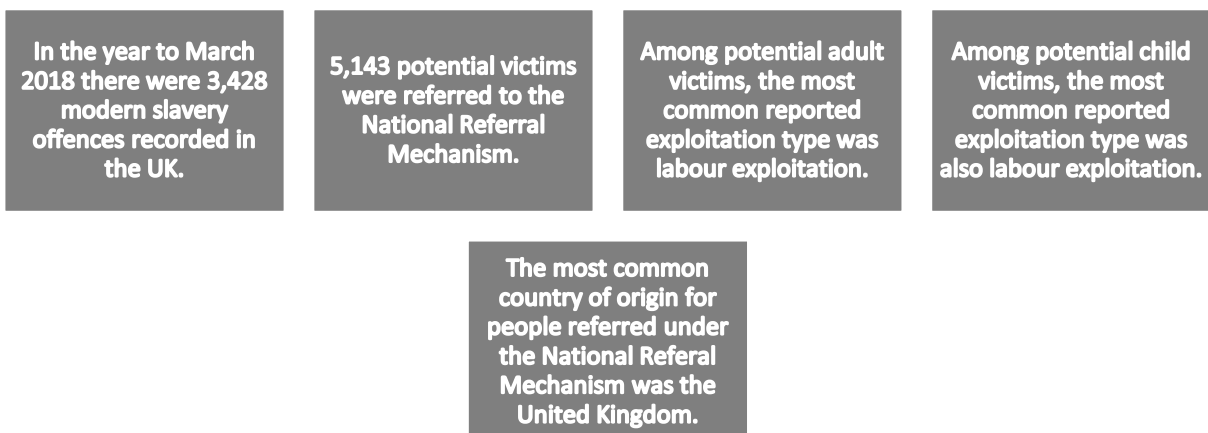 In the year to March
2018 there were 3,428
modern slavery
offences recorded in
the UK.
5,143 potential victims
were referred to the
National Referral
Mechanism.
Among potential adult
victims, the most
common reported
exploitation type was
labour exploitation.
Among potential child
victims, the most
common reported
exploitation type was
also labour exploitation.
The most common
country of origin for
people referred under
the National Referal
Mechanism was the
United Kingdom.